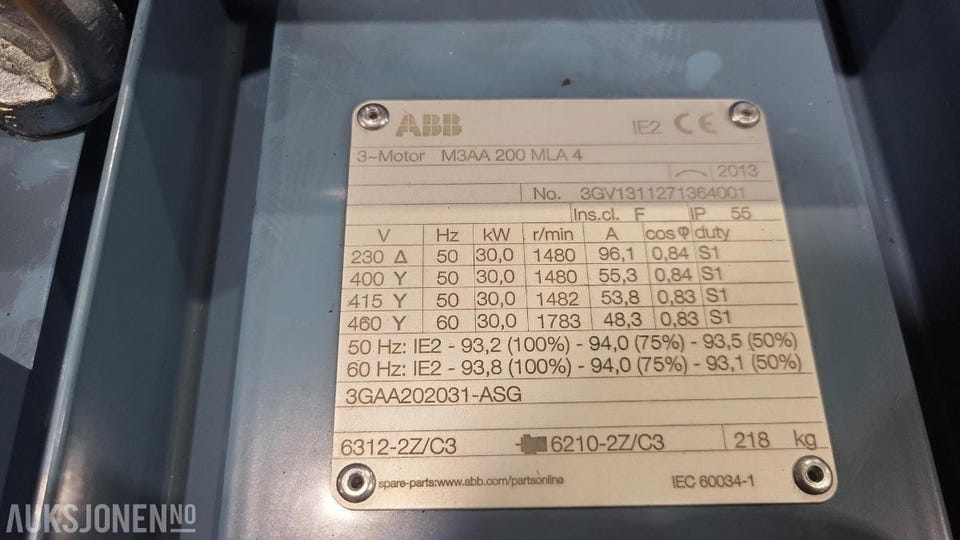 ABB IE2 CE
3~Motor M3AA 200 MLA 4
2013
No. 3GV1311271364001
Ins.cl. F IP 55
V Hz kW r/min A cos φ duty
230 Δ 50 30,0 1480 96,1 0,84 S1
400 Y 50 30,0 1480 55,3 0,84 S1
415 Y 50 30,0 1482 53,8 0,83 S1
460 Y 60 30,0 1783 48,3 0,83 S1
50 Hz: IE2 - 93,2 (100%) - 94,0 (75%) - 93,5 (50%)
60 Hz: IE2 - 93,8 (100%) - 94,0 (75%) - 93,1 (50%)
3GAA202031-ASG
6312-2Z/C3 6210-2Z/C3 218 kg
spare-parts:www.abb.com/partsonline IEC 60034-1
AUKSJONEN.NO